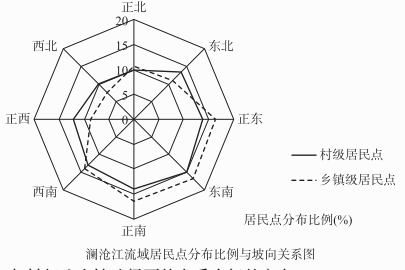 正北
20
西北
15
东北
10
5
正西
0
正东
村级居民点
乡镇级居民点
西南
东南
正南
居民点分布比例(%)
澜沧江流域居民点分布比例与坡向关系图